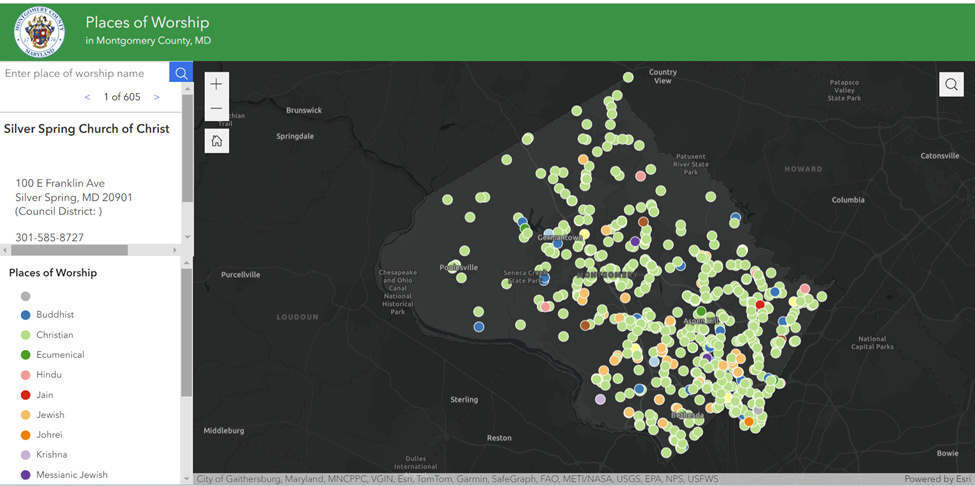 MONTGOMERY COUNTY
17 76
MARYLAND
Places of Worship
in Montgomery County, MD
Enter place of worship name
< 1 of 605 >
Silver Spring Church of Christ
100 E Franklin Ave
Silver Spring, MD 20901
(Council District: )
301-585-8727
Places of Worship
Buddhist
Christian
Ecumenical
Hindu
Jain
Jewish
Johrei
Krishna
Messianic Jewish
+
−
Trail
Brunswick
Springdale
Country
View
Patapsco
Valley
State Park
Patuxent
River State
Park
HOWARD
Catonsville
Columbia
Germantown
Poolesville
Seneca Creek
State Park
MONTGOMERY
Purcellville
Chesapeake
and Ohio
Canal
National
Historical
Park
LOUDOUN
National
Capital Parks
Sterling
Bethesda
Middleburg
Reston
Dulles
International
Bowie
City of Gaithersburg, Maryland, MNCPPC, VGIN, Esri, TomTom, Garmin, SafeGraph, FAO, METI/NASA, USGS, EPA, NPS, USFWS
Powered by Esri